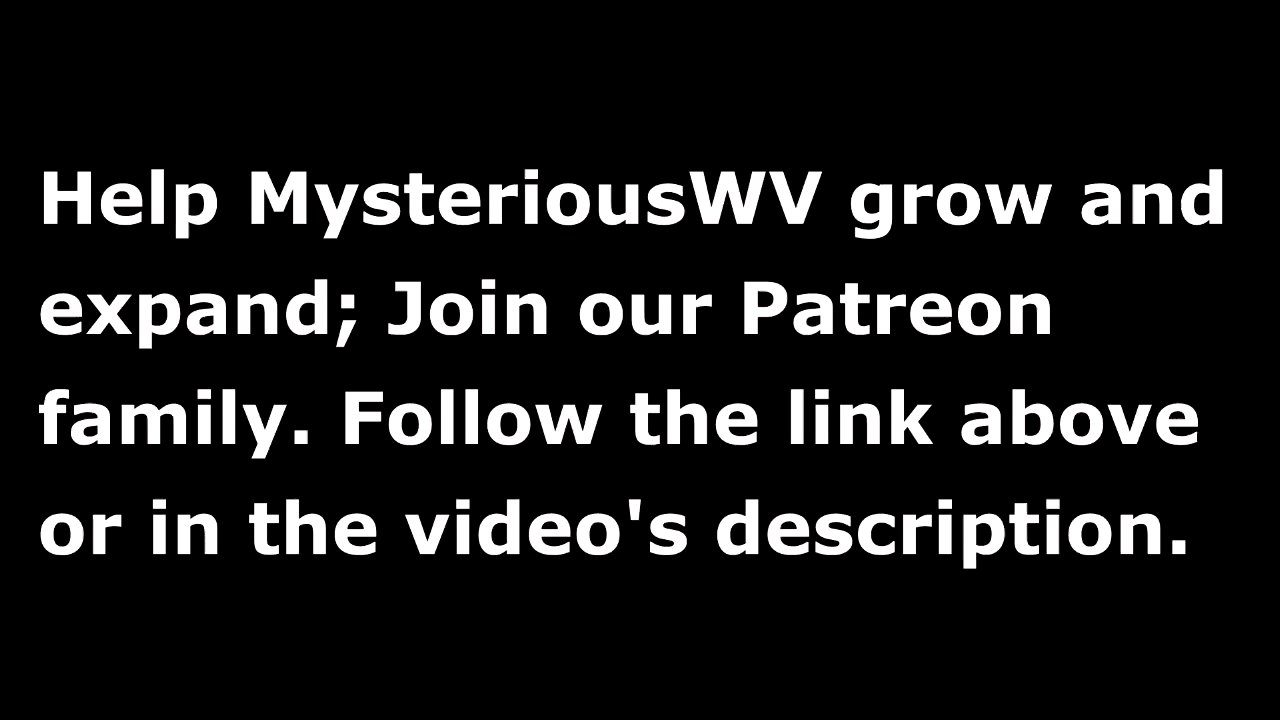 Help MysteriousWV grow and
expand; Join our Patreon
family. Follow the link above
or in the video's description.